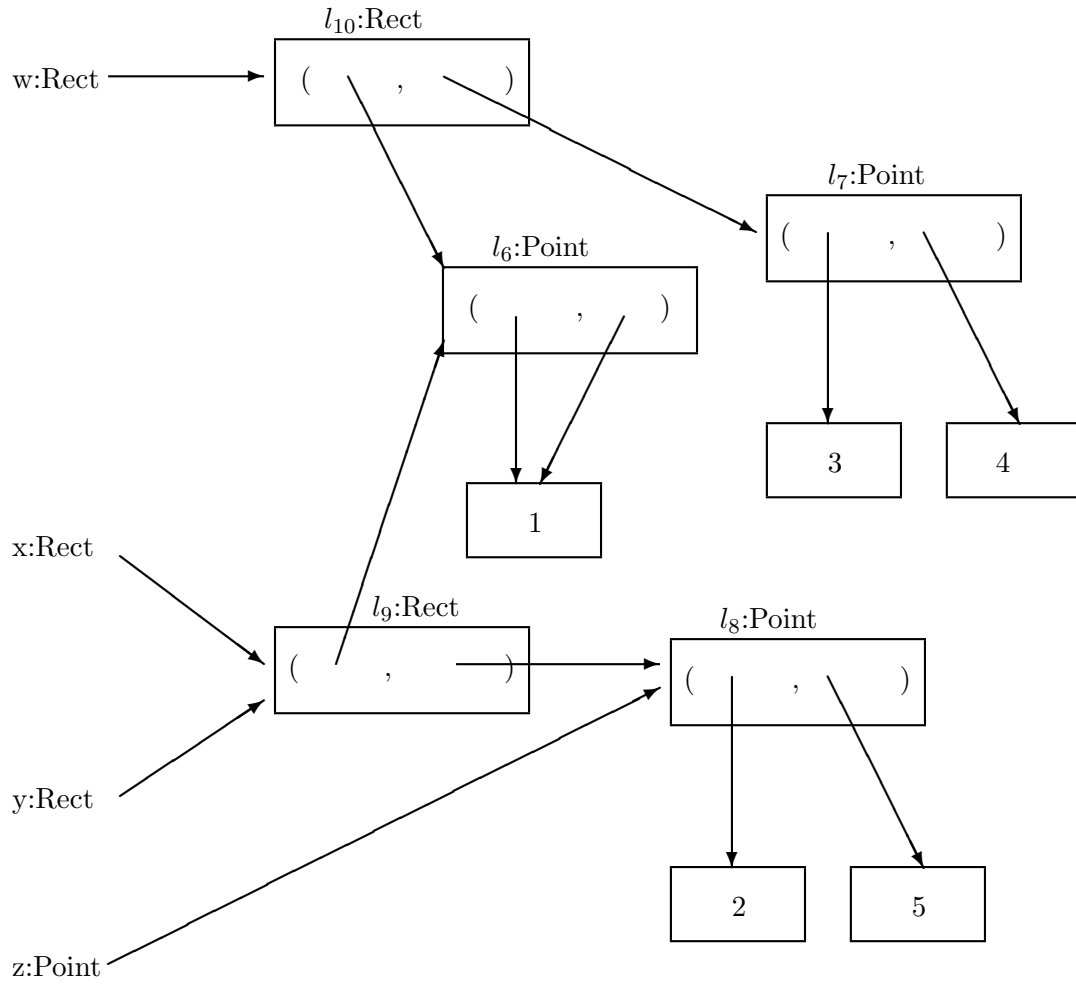 l₁₀:Rect
w:Rect
( , )
l₇:Point
( , )
l₆:Point
( , )
3
4
1
x:Rect
l₉:Rect
l₈:Point
( , )
( , )
y:Rect
2
5
z:Point